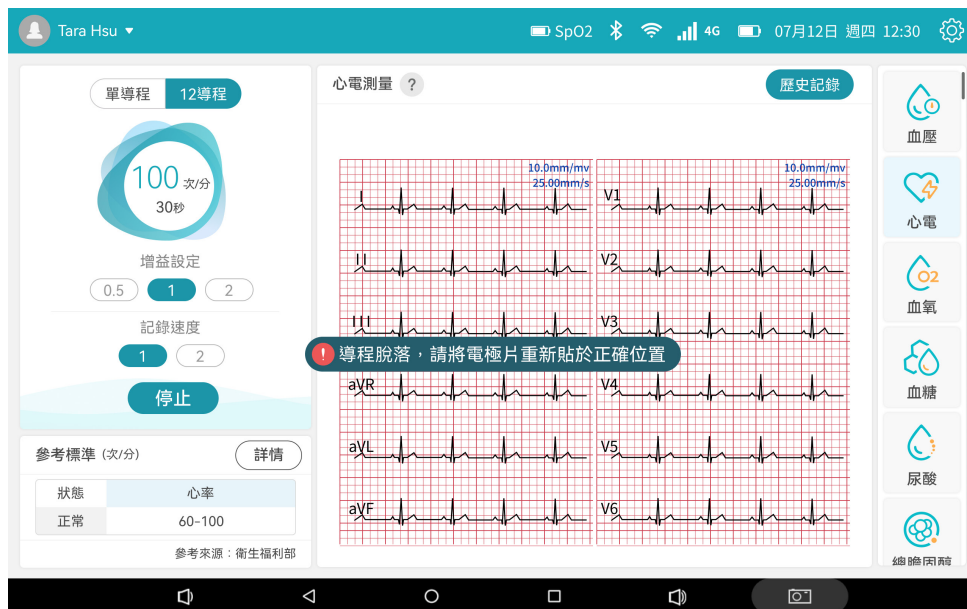 Tara Hsu
SpO2
4G
07月12日 週四 12:30
單導程
12導程
100 次/分
30秒
增益設定
0.5
1
2
記錄速度
1
2
停止
參考標準 (次/分)
詳情
狀態
心率
正常
60-100
參考來源：衛生福利部
心電測量
?
歷史記錄
10.0mm/mv
25.00mm/s
I
II
III
aVR
aVL
aVF
10.0mm/mv
25.00mm/s
V1
V2
V3
V4
V5
V6
! 導程脫落，請將電極片重新貼於正確位置
血壓
心電
O2
血氧
血糖
尿酸
總膽固醇